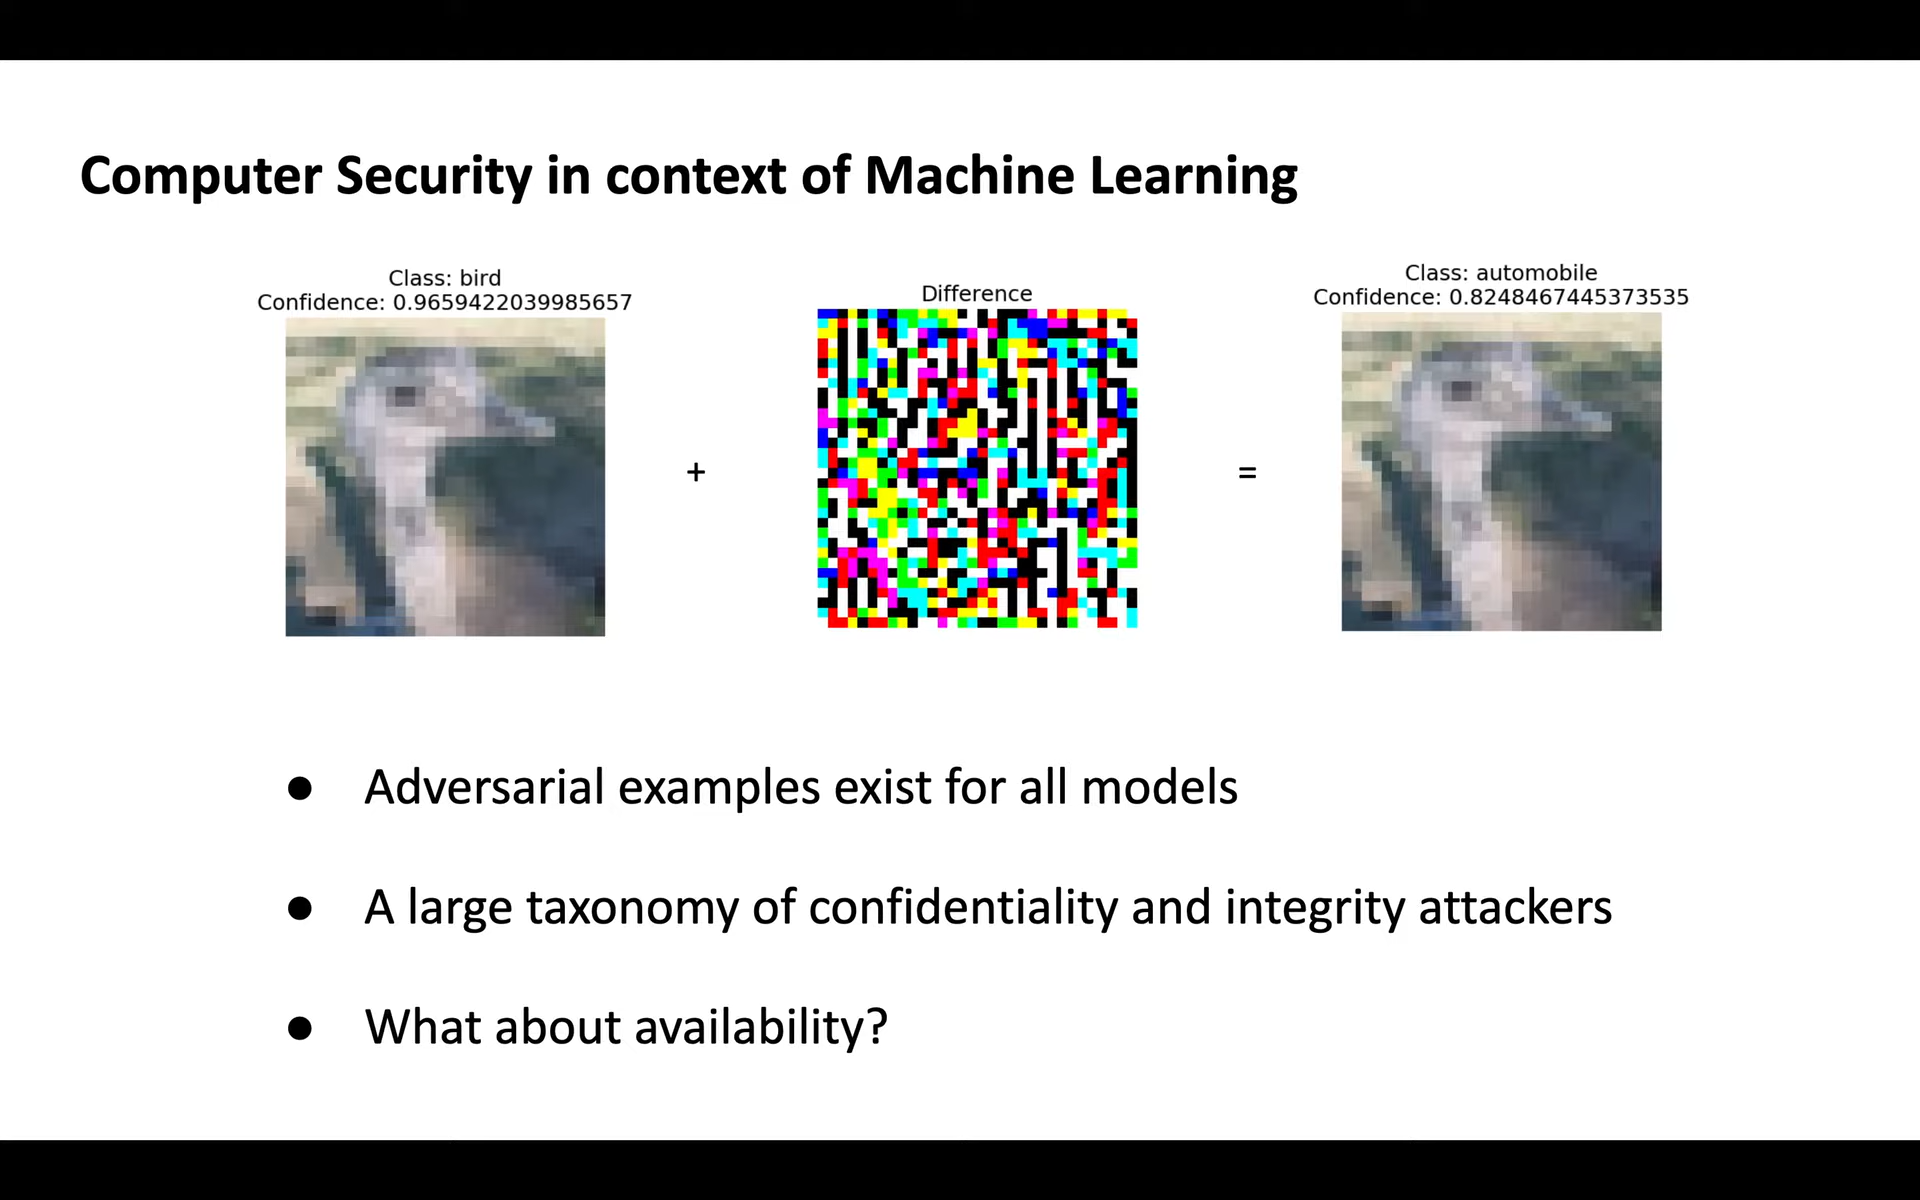 Computer Security in context of Machine Learning
Class: bird
Confidence: 0.9659422039985657
Difference
Class: automobile
Confidence: 0.8248467445373535
+
=
● Adversarial examples exist for all models
● A large taxonomy of confidentiality and integrity attackers
● What about availability?